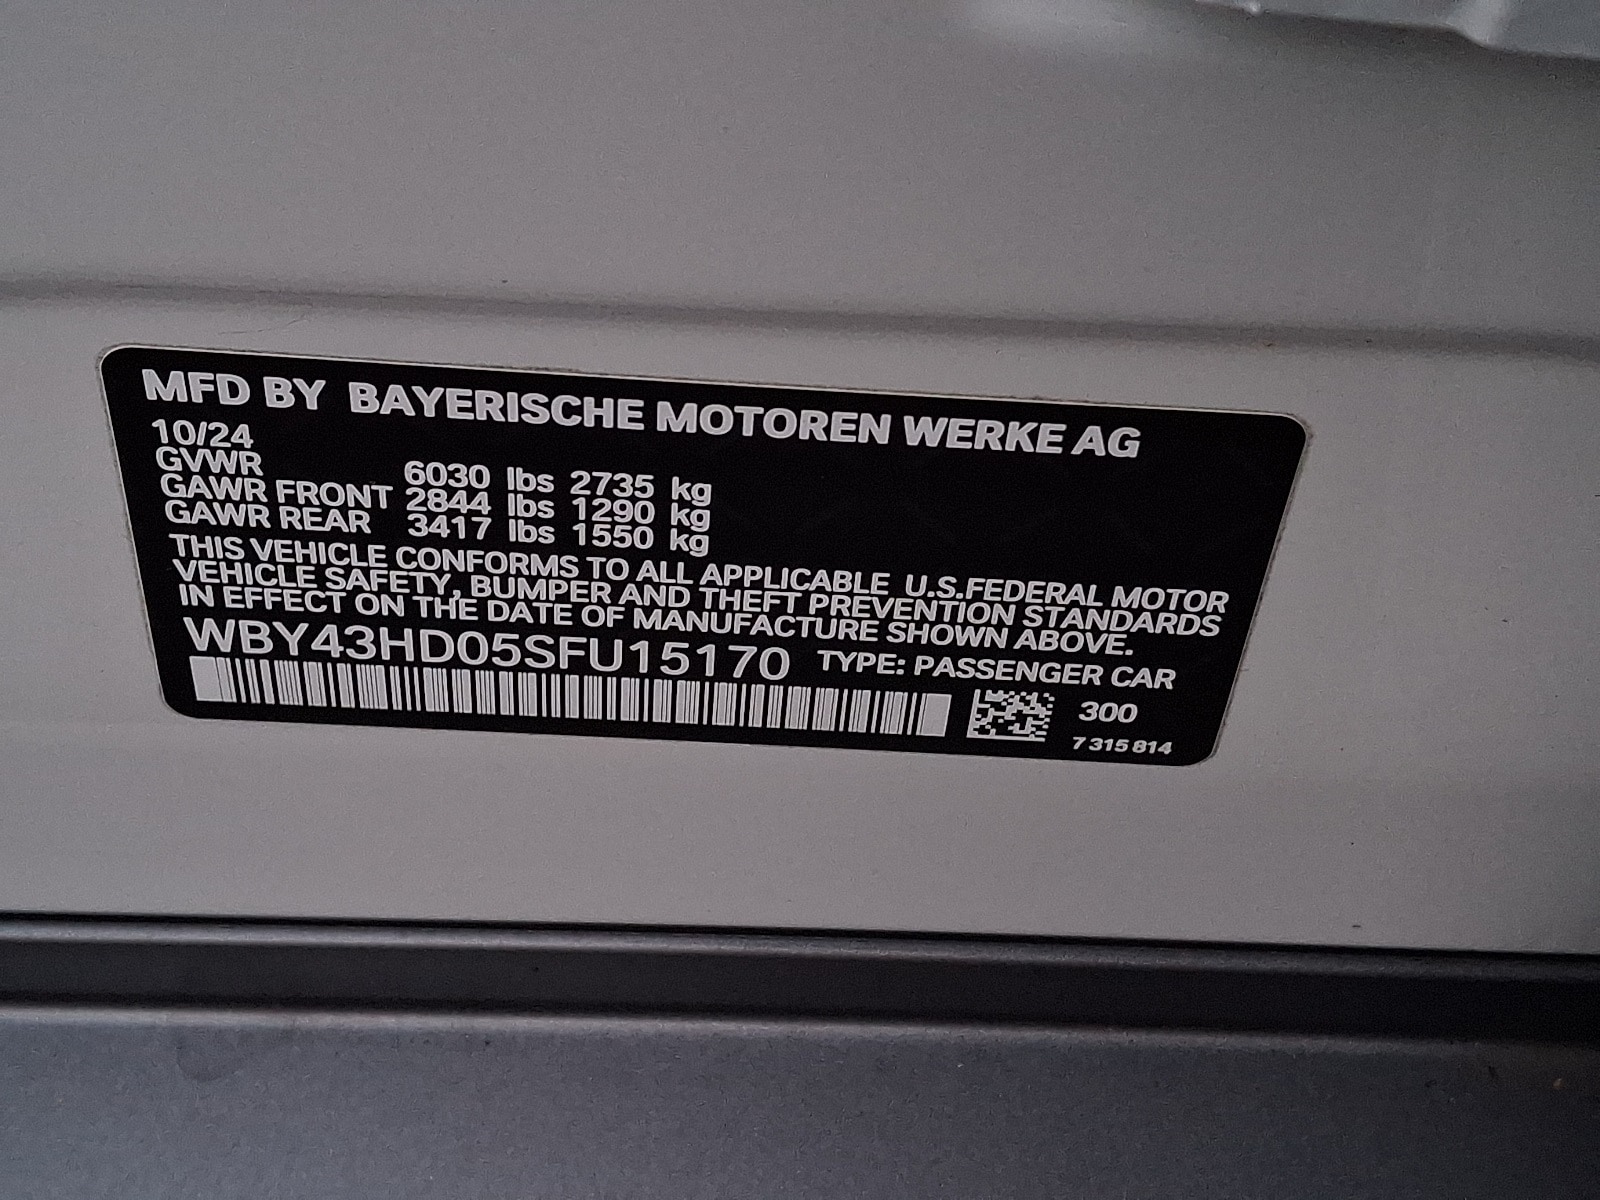 MFD BY BAYERISCHE MOTOREN WERKE AG
10/24
GVWR 6030 lbs 2735 kg
GAWR FRONT 2844 lbs 1290 kg
GAWR REAR 3417 lbs 1550 kg
THIS VEHICLE CONFORMS TO ALL APPLICABLE U.S.FEDERAL MOTOR
VEHICLE SAFETY, BUMPER AND THEFT PREVENTION STANDARDS
IN EFFECT ON THE DATE OF MANUFACTURE SHOWN ABOVE.
WBY43HD05SFU15170 TYPE: PASSENGER CAR
300
7 315 814